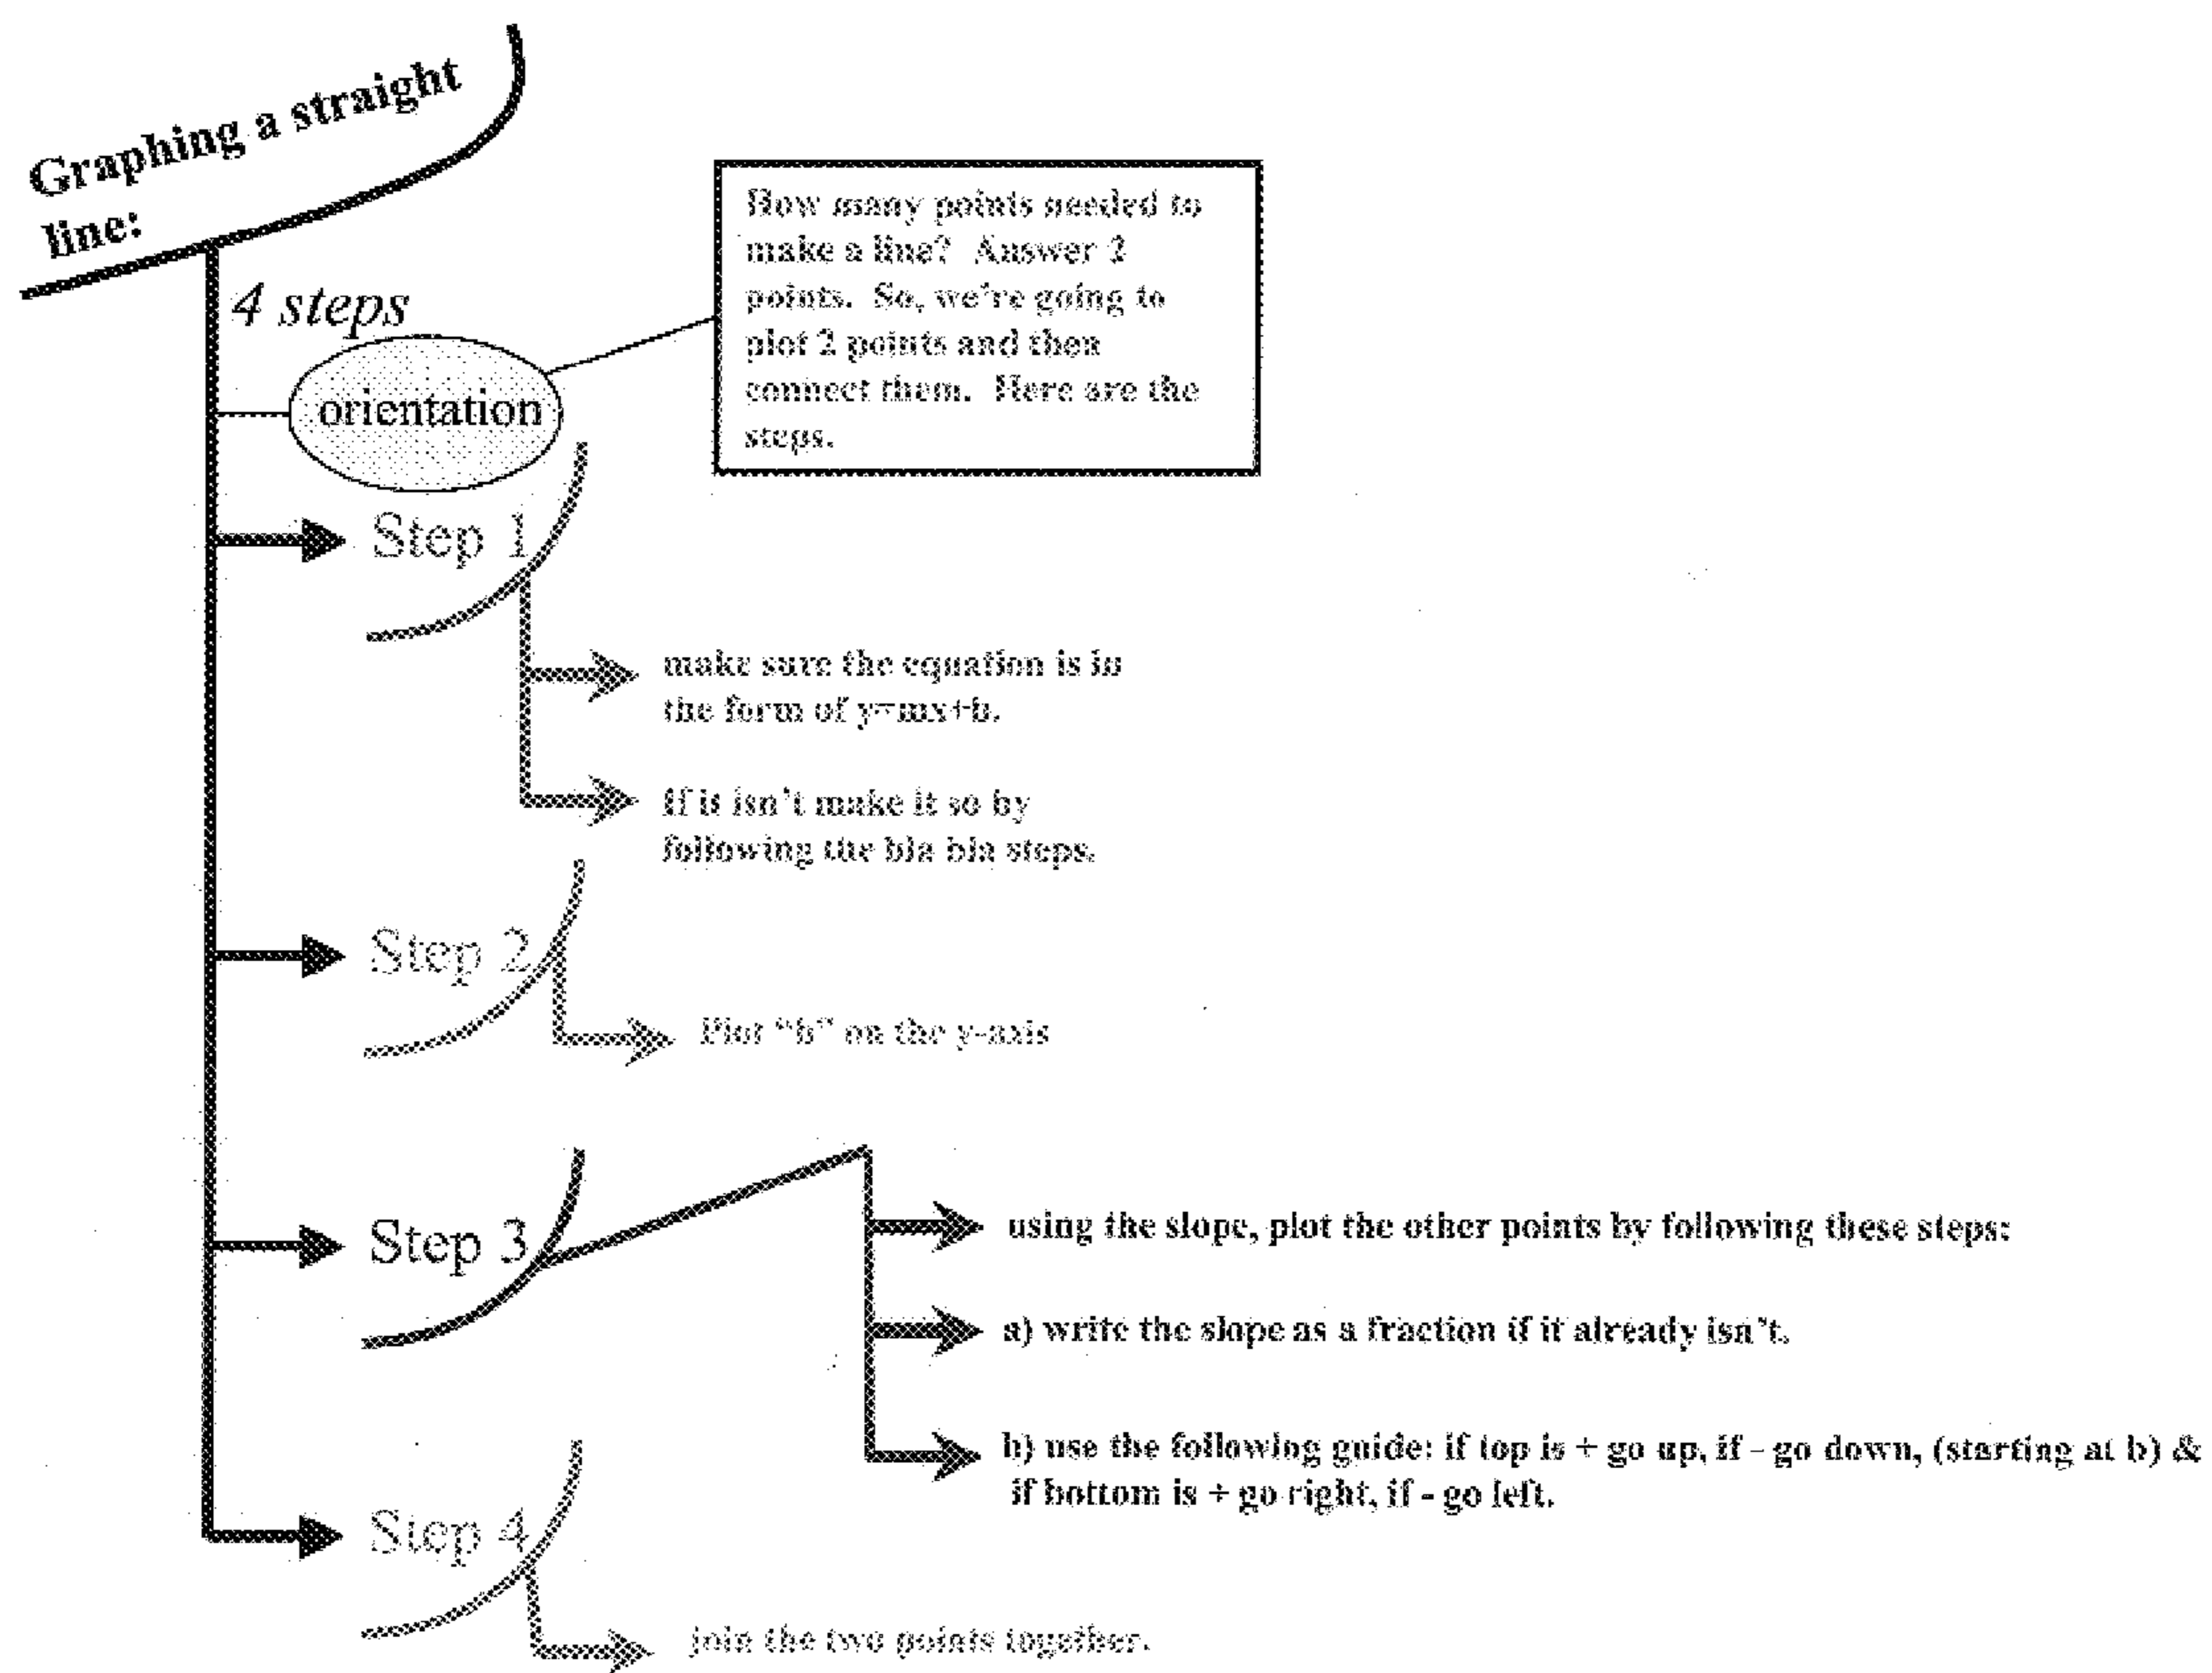 Graphing a straight
line:
4 steps
orientation
How many points needed to
make a line? Answer 2
points. So, we're going to
plot 2 points and then
connect them. Here are the
steps.
Step 1
make sure the equation is in
the form of y=mx+b.
If it isn't make it so by
following the bla bla steps.
Step 2
Plot "b" on the y-axis
Step 3
using the slope, plot the other points by following these steps:
a) write the slope as a fraction if it already isn't.
b) use the following guide: if top is + go up, if - go down, (starting at b) &
if bottom is + go right, if - go left.
Step 4
join the two points together.